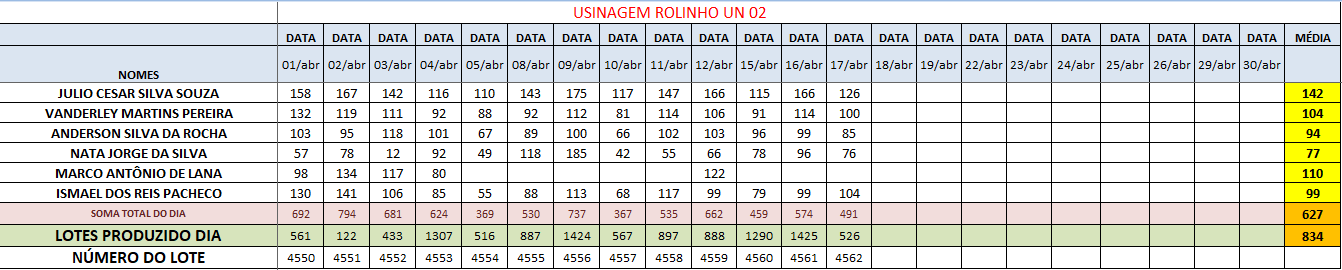 USINAGEM ROLINHO UN 02
DATA DATA DATA DATA DATA DATA DATA DATA DATA DATA DATA DATA DATA DATA DATA DATA DATA DATA DATA DATA DATA DATA MÉDIA
NOMES 01/abr 02/abr 03/abr 04/abr 05/abr 08/abr 09/abr 10/abr 11/abr 12/abr 15/abr 16/abr 17/abr 18/abr 19/abr 22/abr 23/abr 24/abr 25/abr 26/abr 29/abr 30/abr
JULIO CESAR SILVA SOUZA 158 167 142 116 110 143 175 117 147 166 115 166 126 142
VANDERLEY MARTINS PEREIRA 132 119 111 92 88 92 112 81 114 106 91 114 100 104
ANDERSON SILVA DA ROCHA 103 95 118 101 67 89 100 66 102 103 96 99 85 94
NATA JORGE DA SILVA 57 78 12 92 49 118 185 42 55 66 78 96 76 77
MARCO ANTÔNIO DE LANA 98 134 117 80 122 110
ISMAEL DOS REIS PACHECO 130 141 106 85 55 88 113 68 117 99 79 99 104 99
SOMA TOTAL DO DIA 692 794 681 624 369 530 737 367 535 662 459 574 491 627
LOTES PRODUZIDO DIA 561 122 433 1307 516 887 1424 567 897 888 1290 1425 526 834
NÚMERO DO LOTE 4550 4551 4552 4553 4554 4555 4556 4557 4558 4559 4560 4561 4562